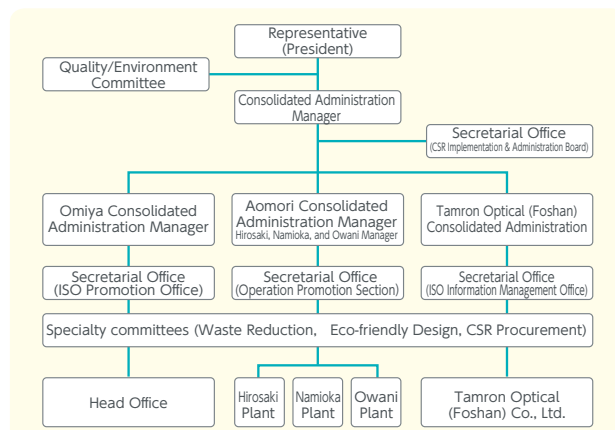 Representative
(President)
Quality/Environment
Committee
Consolidated Administration
Manager
Secretarial Office
(CSR Implementation & Administration Board)
Omiya Consolidated
Administration Manager
Aomori Consolidated
Administration Manager
Hirosaki, Namioka, and Owani Manager
Tamron Optical (Foshan)
Consolidated Administration
Secretarial Office
(ISO Promotion Office)
Secretarial Office
(Operation Promotion Section)
Secretarial Office
(ISO Information Management Office)
Specialty committees (Waste Reduction, Eco-friendly Design, CSR Procurement)
Head Office
Hirosaki
Plant
Namioka
Plant
Owani
Plant
Tamron Optical
(Foshan) Co., Ltd.